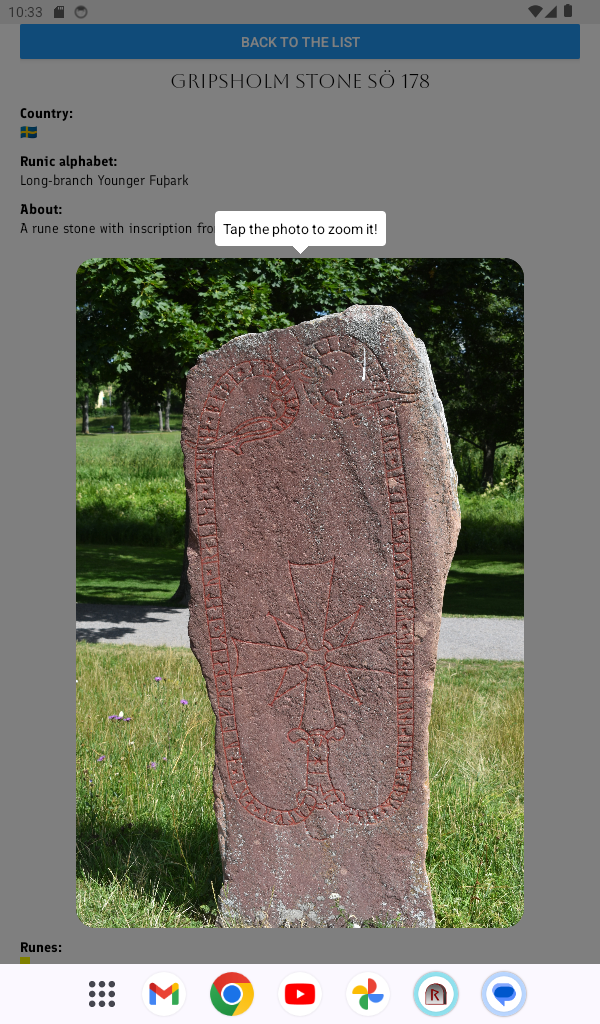 10:33
BACK TO THE LIST
GRIPSHOLM STONE SÖ 178
Country:
🇸🇪
Runic alphabet:
Long-branch Younger Fuþark
About:
A rune stone with inscription fro
Tap the photo to zoom it!
Runes:
R